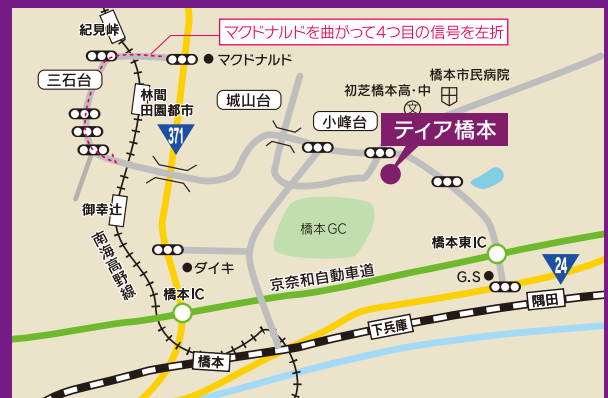 紀見峠
マクドナルドを曲がって4つ目の信号を左折
マクドナルド
三石台
林間
田園都市
城山台
初芝橋本高・中
橋本市民病院
小峰台
371
ティア橋本
御幸辻
南海高野線
橋本GC
橋本東IC
ダイキ
京奈和自動車道
G.S
24
橋本IC
隅田
下兵庫
橋本
文